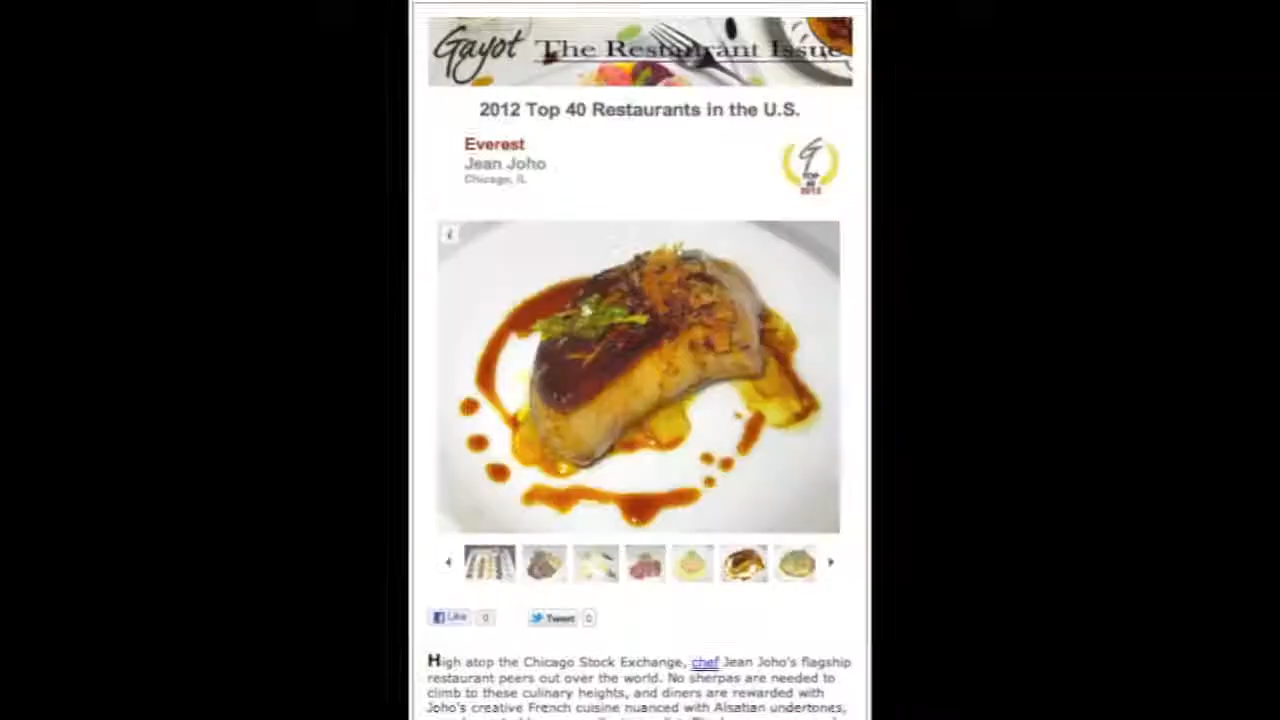 Gayot The Restaurant Issue
2012 Top 40 Restaurants in the U.S.
Everest
Jean Joho
Chicago, IL
G
TOP
40
2012
Like 0
Tweet 0
High atop the Chicago Stock Exchange, chef Jean Joho's flagship
restaurant peers out over the world. No sherpas are needed to
climb to these culinary heights, and diners are rewarded with
Joho's creative French cuisine nuanced with Alsatian undertones,